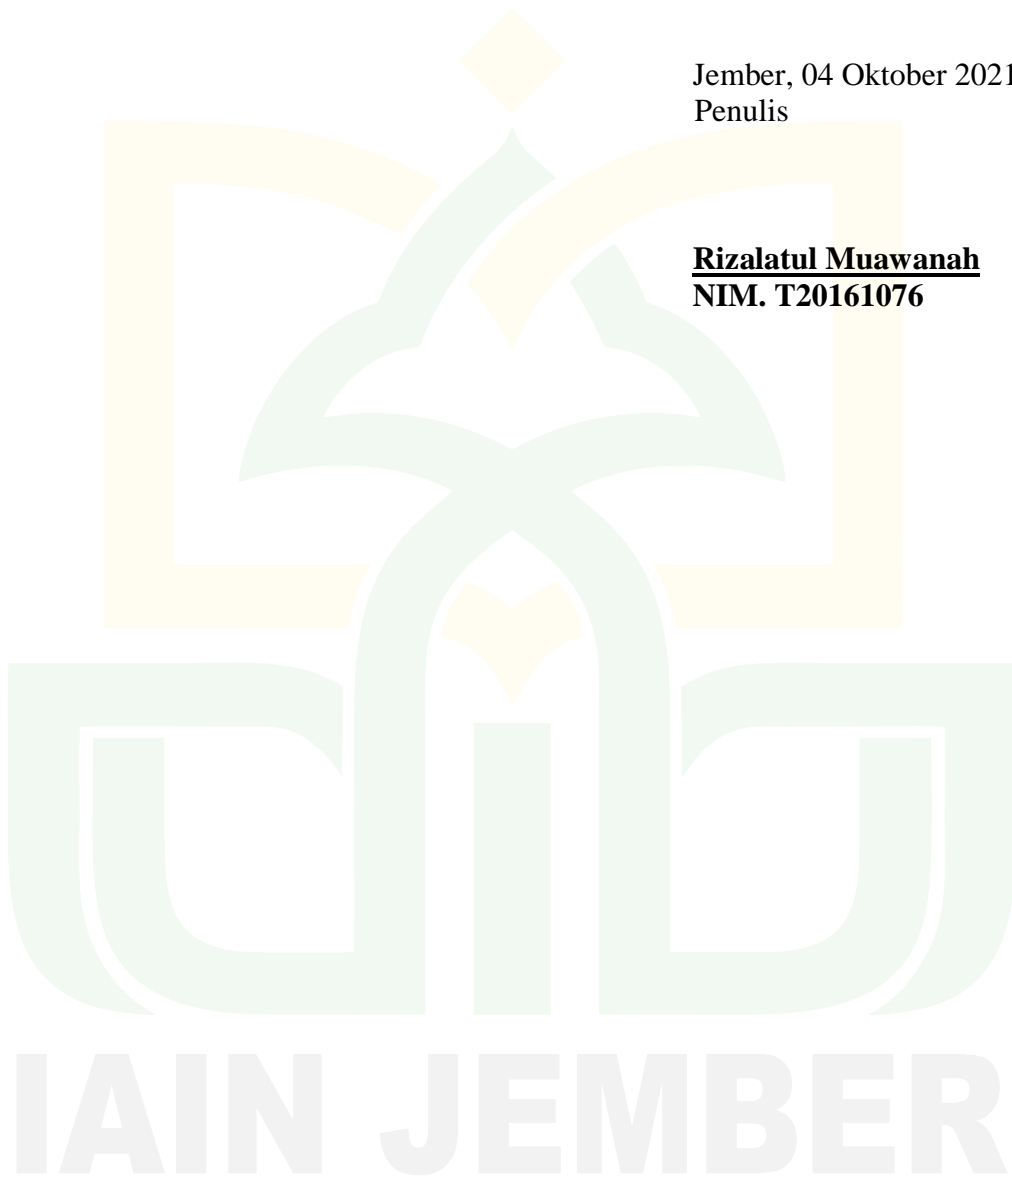 Jember, 04 Oktober 2021
Penulis
Rizalatul Muawanah
NIM. T20161076
IAIN JEMBER